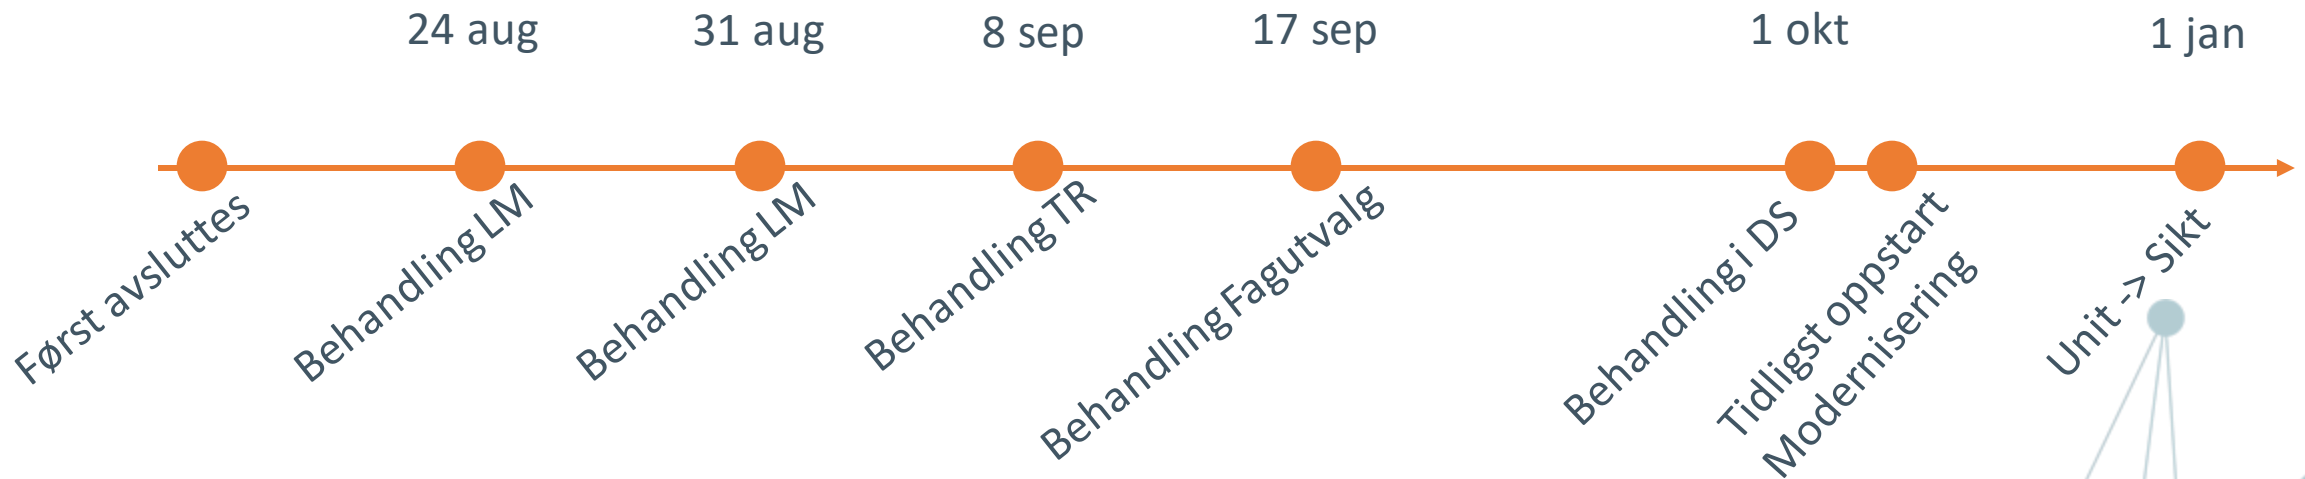 24 aug
31 aug
8 sep
17 sep
1 okt
1 jan
Først avsluttes
Behandling LM
Behandling LM
Behandling TR
Behandling Fagutvalg
Behandling i DS
Tidligst oppstart
Modernisering
Unit -> Sikt